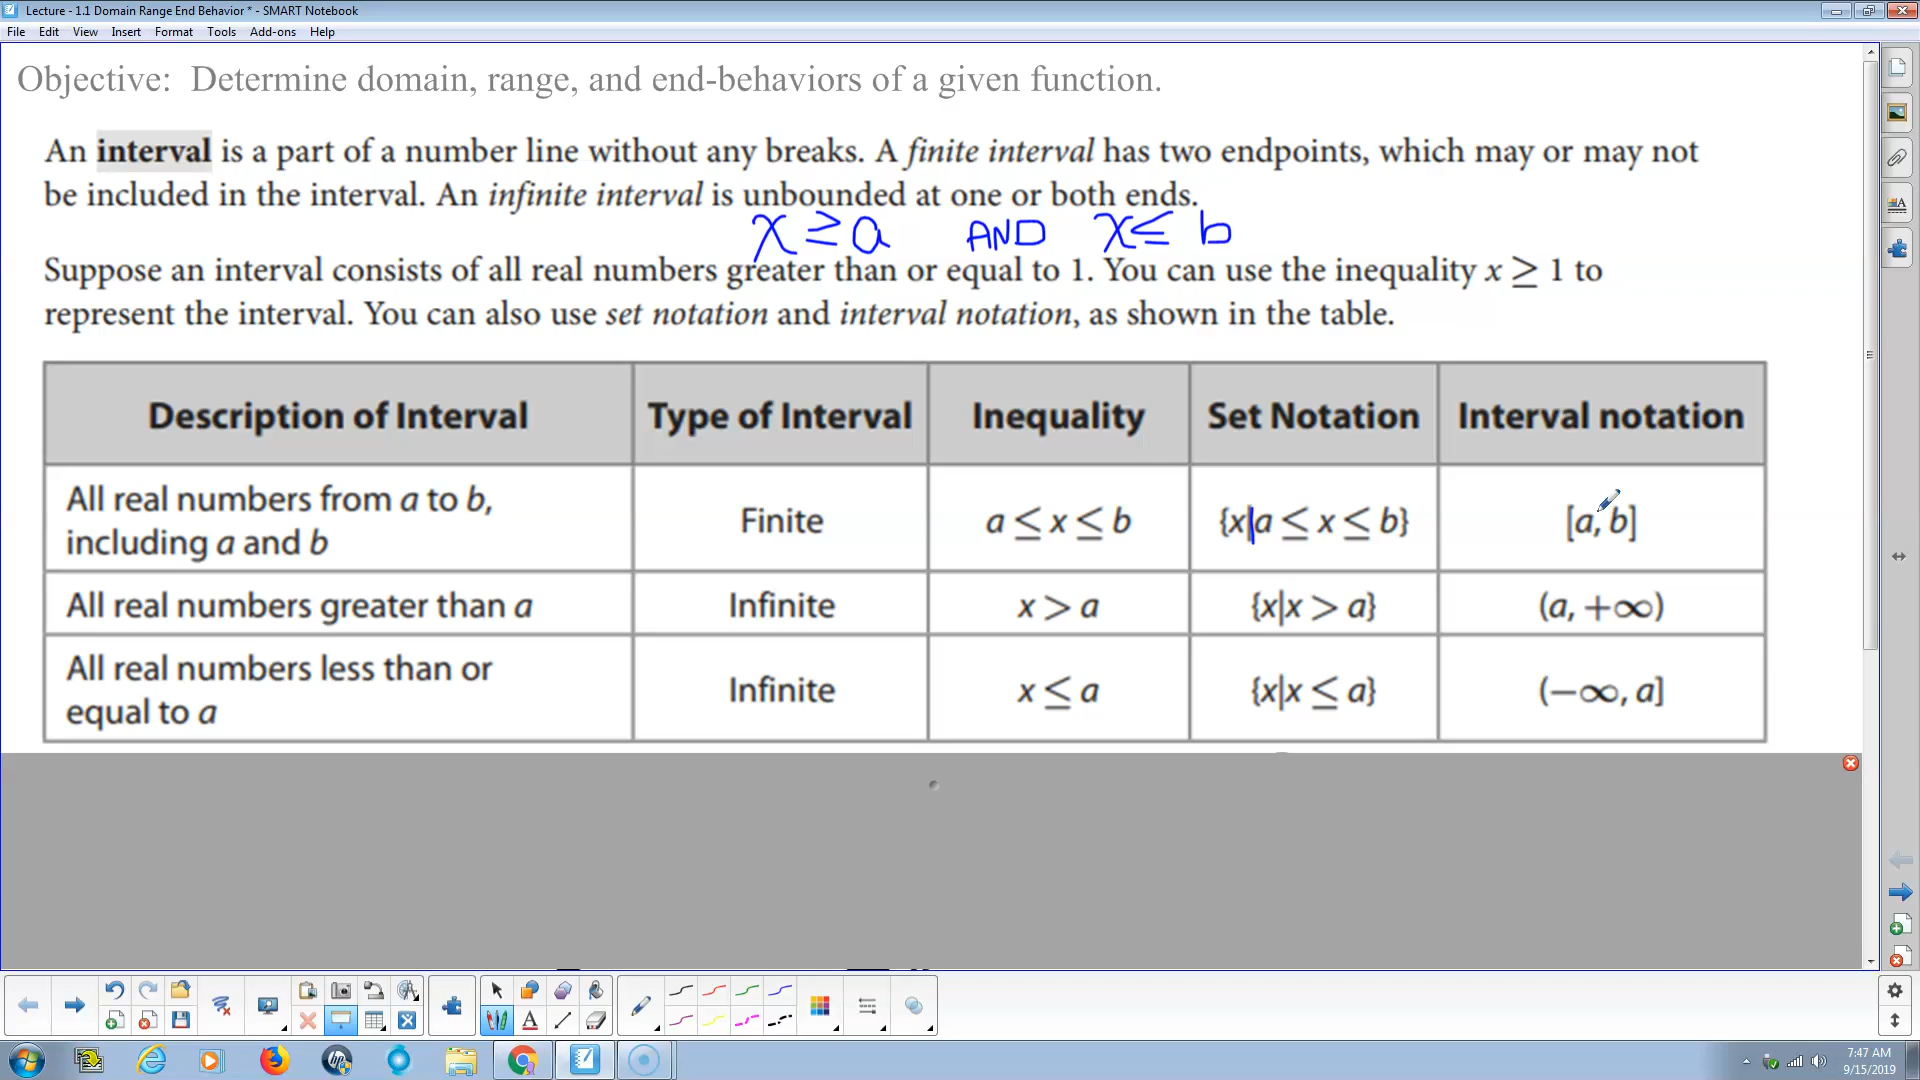 Lecture - 1.1 Domain Range End Behavior * - SMART Notebook
File Edit View Insert Format Tools Add-ons Help
Objective: Determine domain, range, and end-behaviors of a given function.
An interval is a part of a number line without any breaks. A finite interval has two endpoints, which may or may not
be included in the interval. An infinite interval is unbounded at one or both ends.
x ≥ a AND x ≤ b
Suppose an interval consists of all real numbers greater than or equal to 1. You can use the inequality x ≥ 1 to
represent the interval. You can also use set notation and interval notation, as shown in the table.
Description of Interval Type of Interval Inequality Set Notation Interval notation
All real numbers from a to b,
including a and b
Finite a ≤ x ≤ b {x|a ≤ x ≤ b} [a, b]
All real numbers greater than a Infinite x > a {x|x > a} (a, +∞)
All real numbers less than or
equal to a
Infinite x ≤ a {x|x ≤ a} (−∞, a]
7:47 AM
9/15/2019